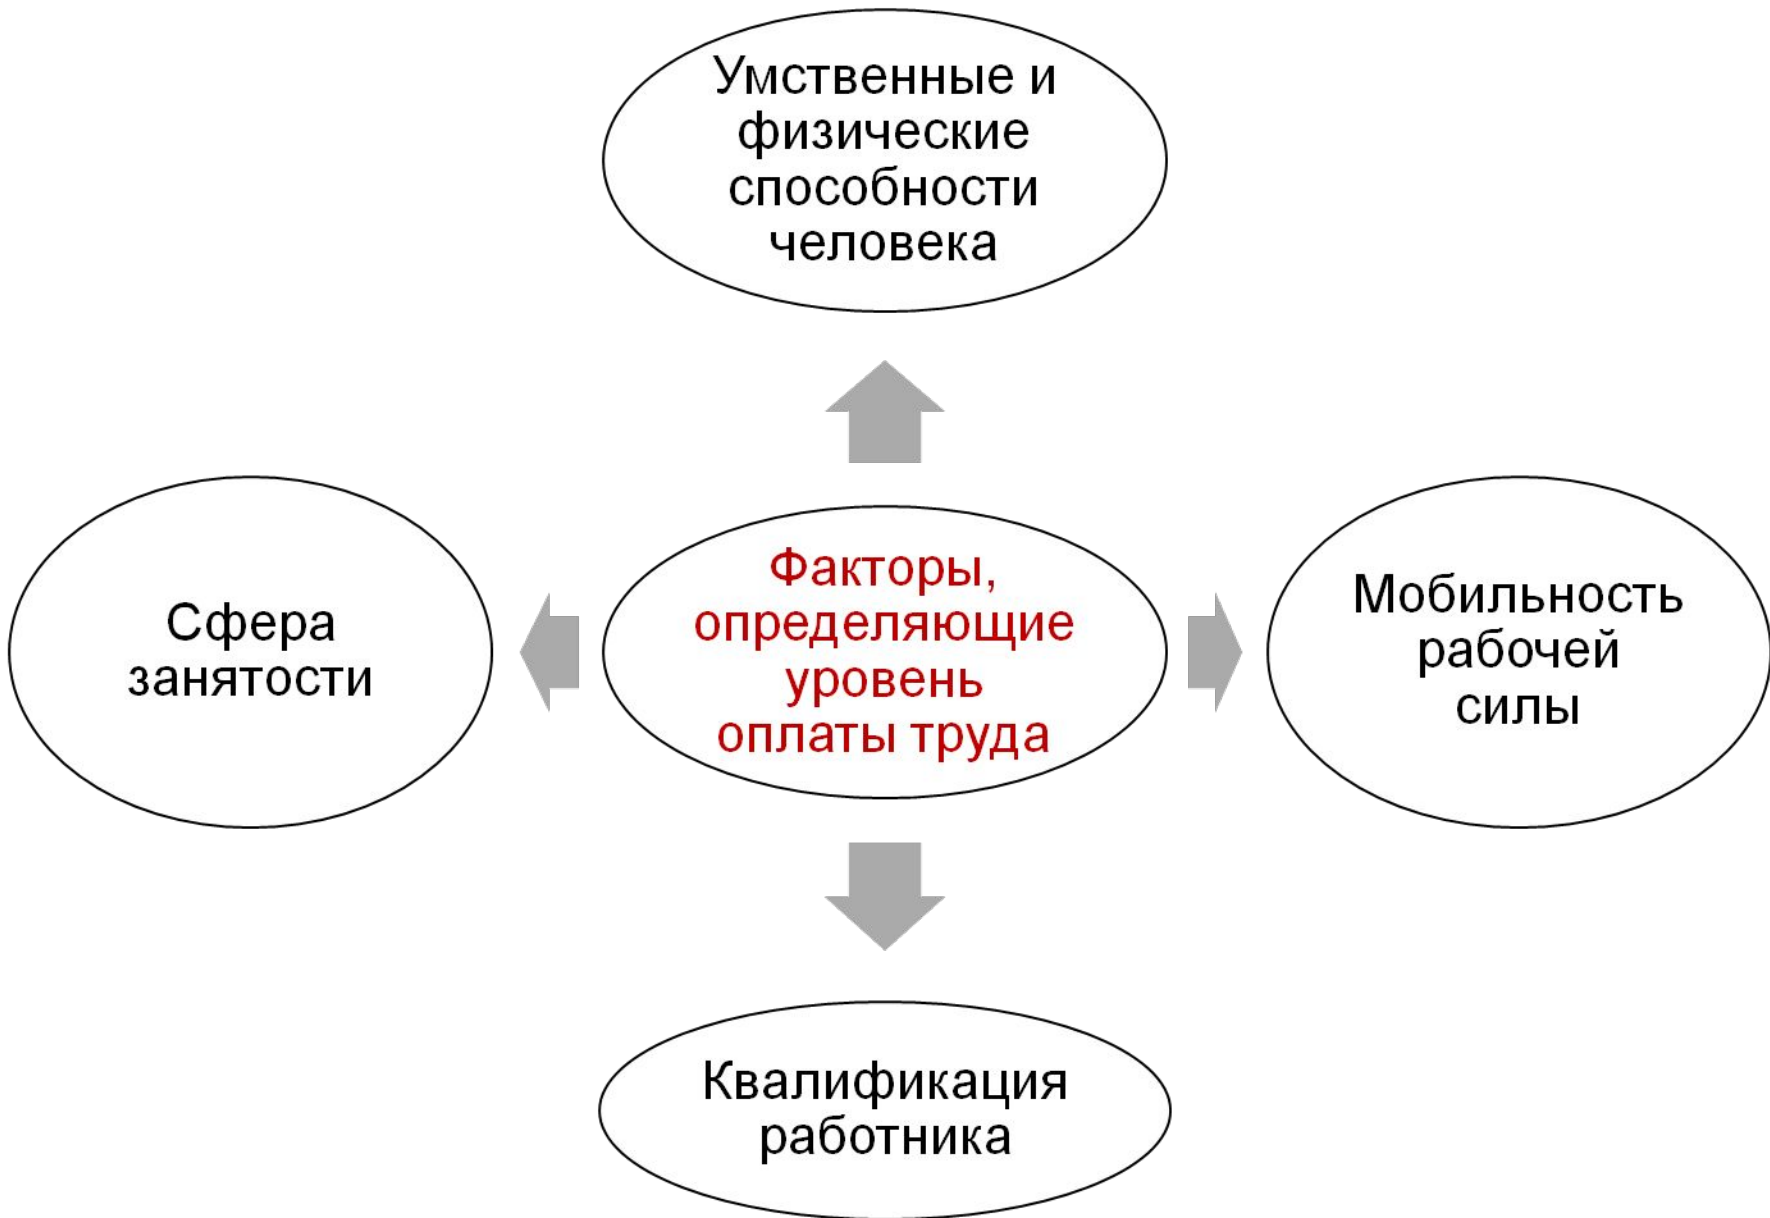 Умственные и
физические
способности
человека
Сфера
занятости
Факторы,
определяющие
уровень
оплаты труда
Мобильность
рабочей
силы
Квалификация
работника